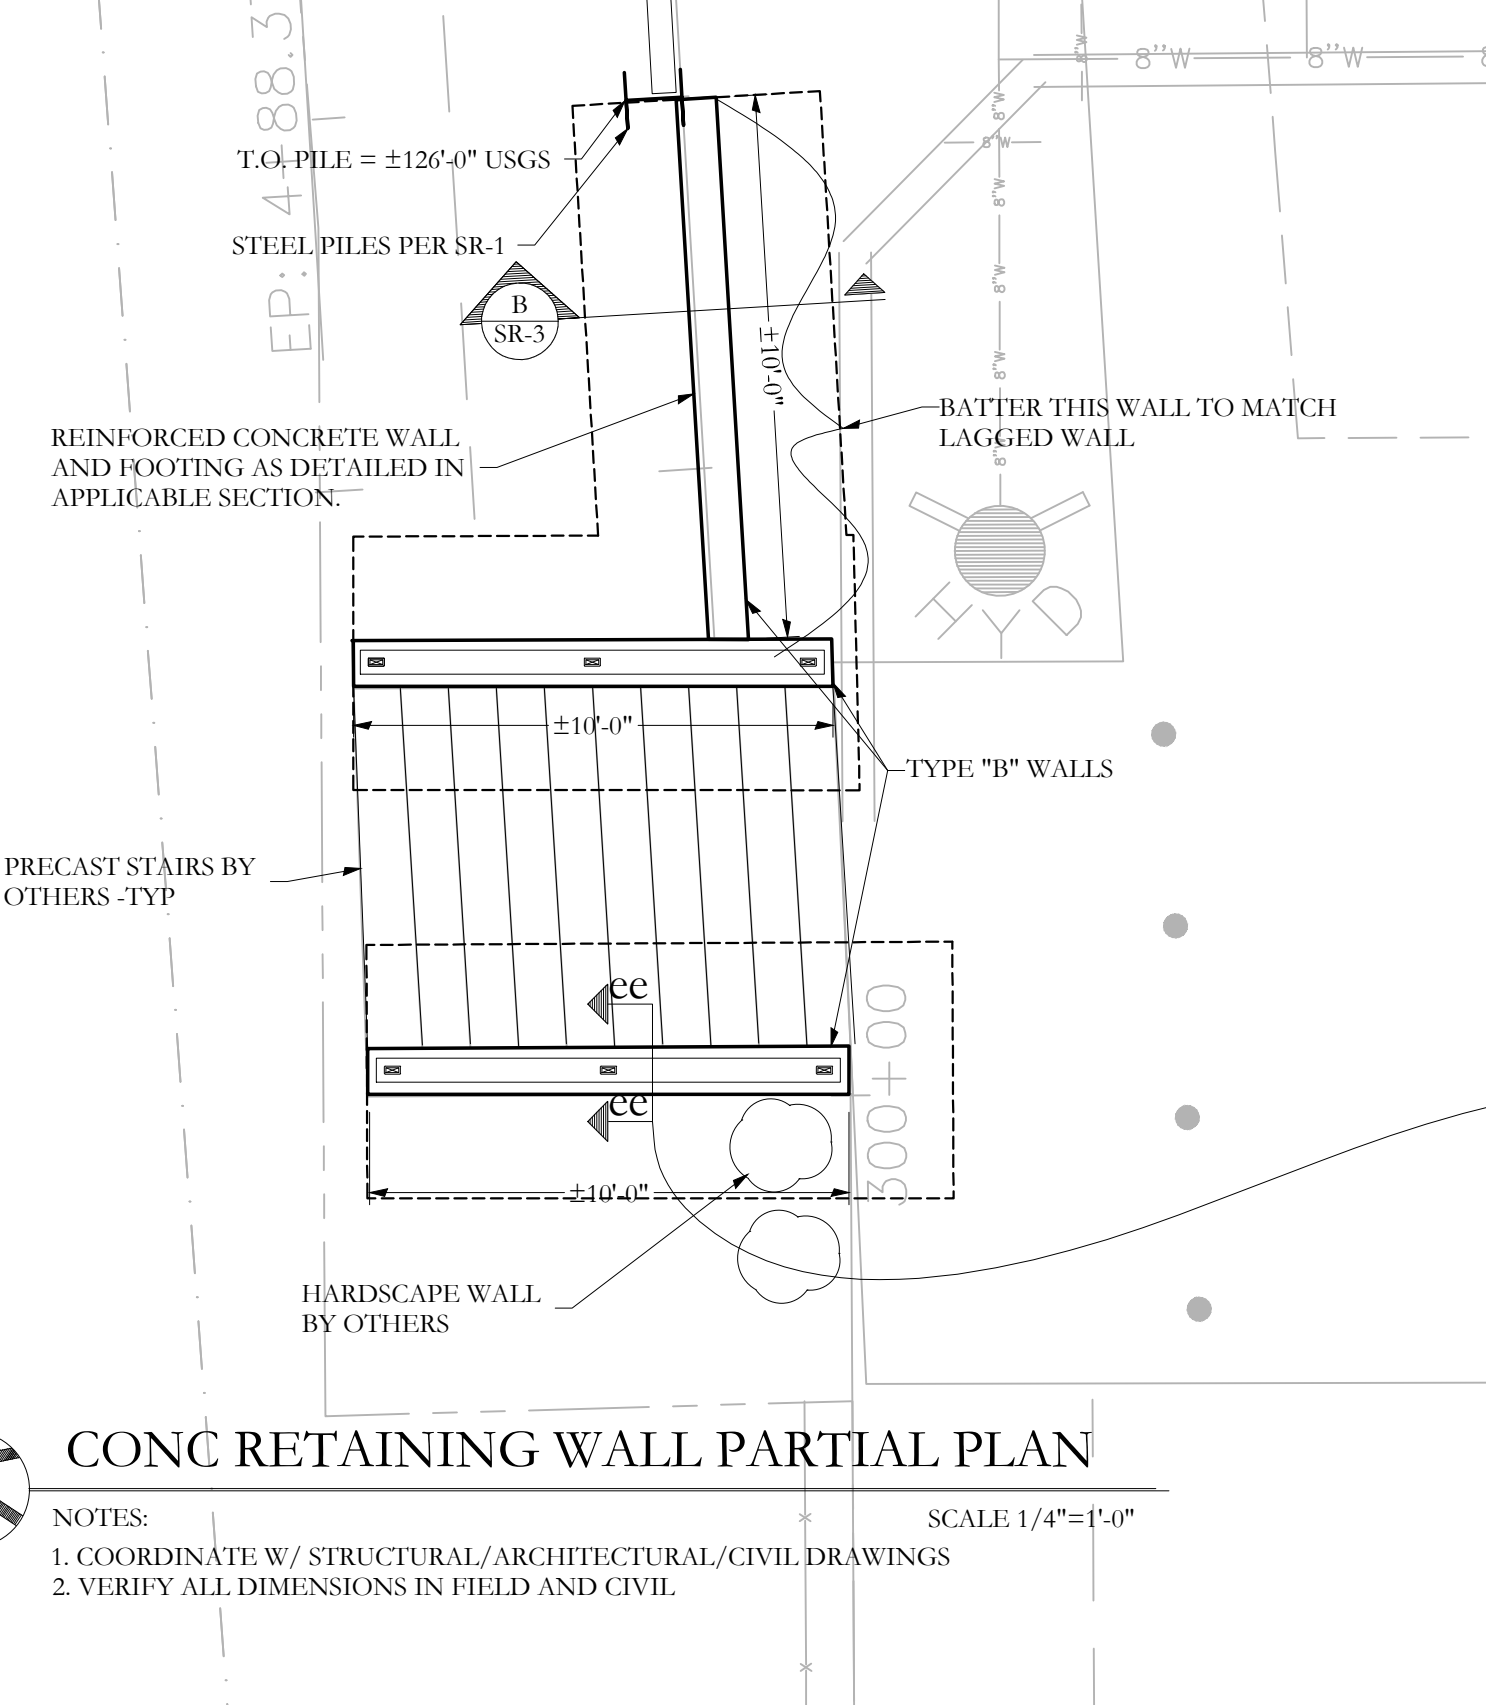 EP: 488.3
8"W
8"W
8"W
8"W
8"W
8"W
8"W
8"W
8"W
8"W
T.O. PILE = ±126'-0" USGS
STEEL PILES PER SR-1
B
SR-3
±10'-0"
BATTER THIS WALL TO MATCH
LAGGED WALL
REINFORCED CONCRETE WALL
AND FOOTING AS DETAILED IN
APPLICABLE SECTION.
HYD
±10'-0"
TYPE "B" WALLS
PRECAST STAIRS BY
OTHERS -TYP
ee
ee
300+00
±10'-0"
HARDSCAPE WALL
BY OTHERS
CONC RETAINING WALL PARTIAL PLAN
NOTES:
SCALE 1/4"=1'-0"
1. COORDINATE W/ STRUCTURAL/ARCHITECTURAL/CIVIL DRAWINGS
2. VERIFY ALL DIMENSIONS IN FIELD AND CIVIL